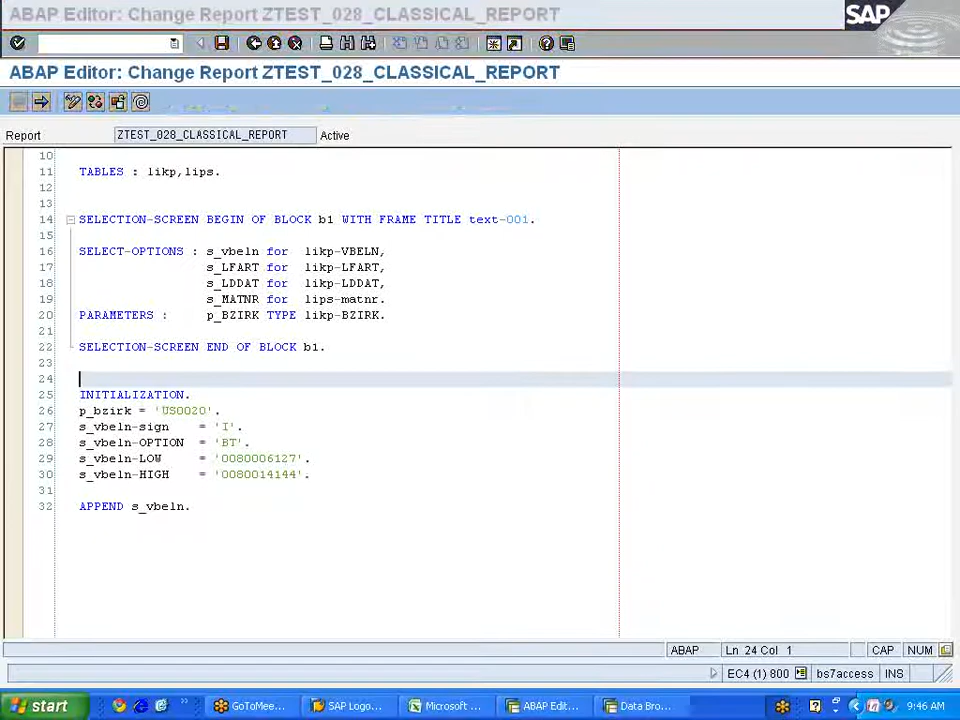 ABAP Editor: Change Report ZTEST_028_CLASSICAL_REPORT
SAP
ABAP Editor: Change Report ZTEST_028_CLASSICAL_REPORT
Report ZTEST_028_CLASSICAL_REPORT Active
10
11 TABLES : likp,lips.
12
13
14 SELECTION-SCREEN BEGIN OF BLOCK b1 WITH FRAME TITLE text-001.
15
16 SELECT-OPTIONS : s_vbeln for likp-VBELN,
17 s_LFART for likp-LFART,
18 s_LDDAT for likp-LDDAT,
19 s_MATNR for lips-matnr.
20 PARAMETERS : p_BZIRK TYPE likp-BZIRK.
21
22 SELECTION-SCREEN END OF BLOCK b1.
23
24
25 INITIALIZATION.
26 p_bzirk = 'US0020'.
27 s_vbeln-sign = 'I'.
28 s_vbeln-OPTION = 'BT'.
29 s_vbeln-LOW = '0080006127'.
30 s_vbeln-HIGH = '0080014144'.
31
32 APPEND s_vbeln.
ABAP Ln 24 Col 1 CAP NUM
EC4 (1) 800 bs7access INS
start GoToMee... SAP Logo... Microsoft ... ABAP Edit... Data Bro... 9:46 AM